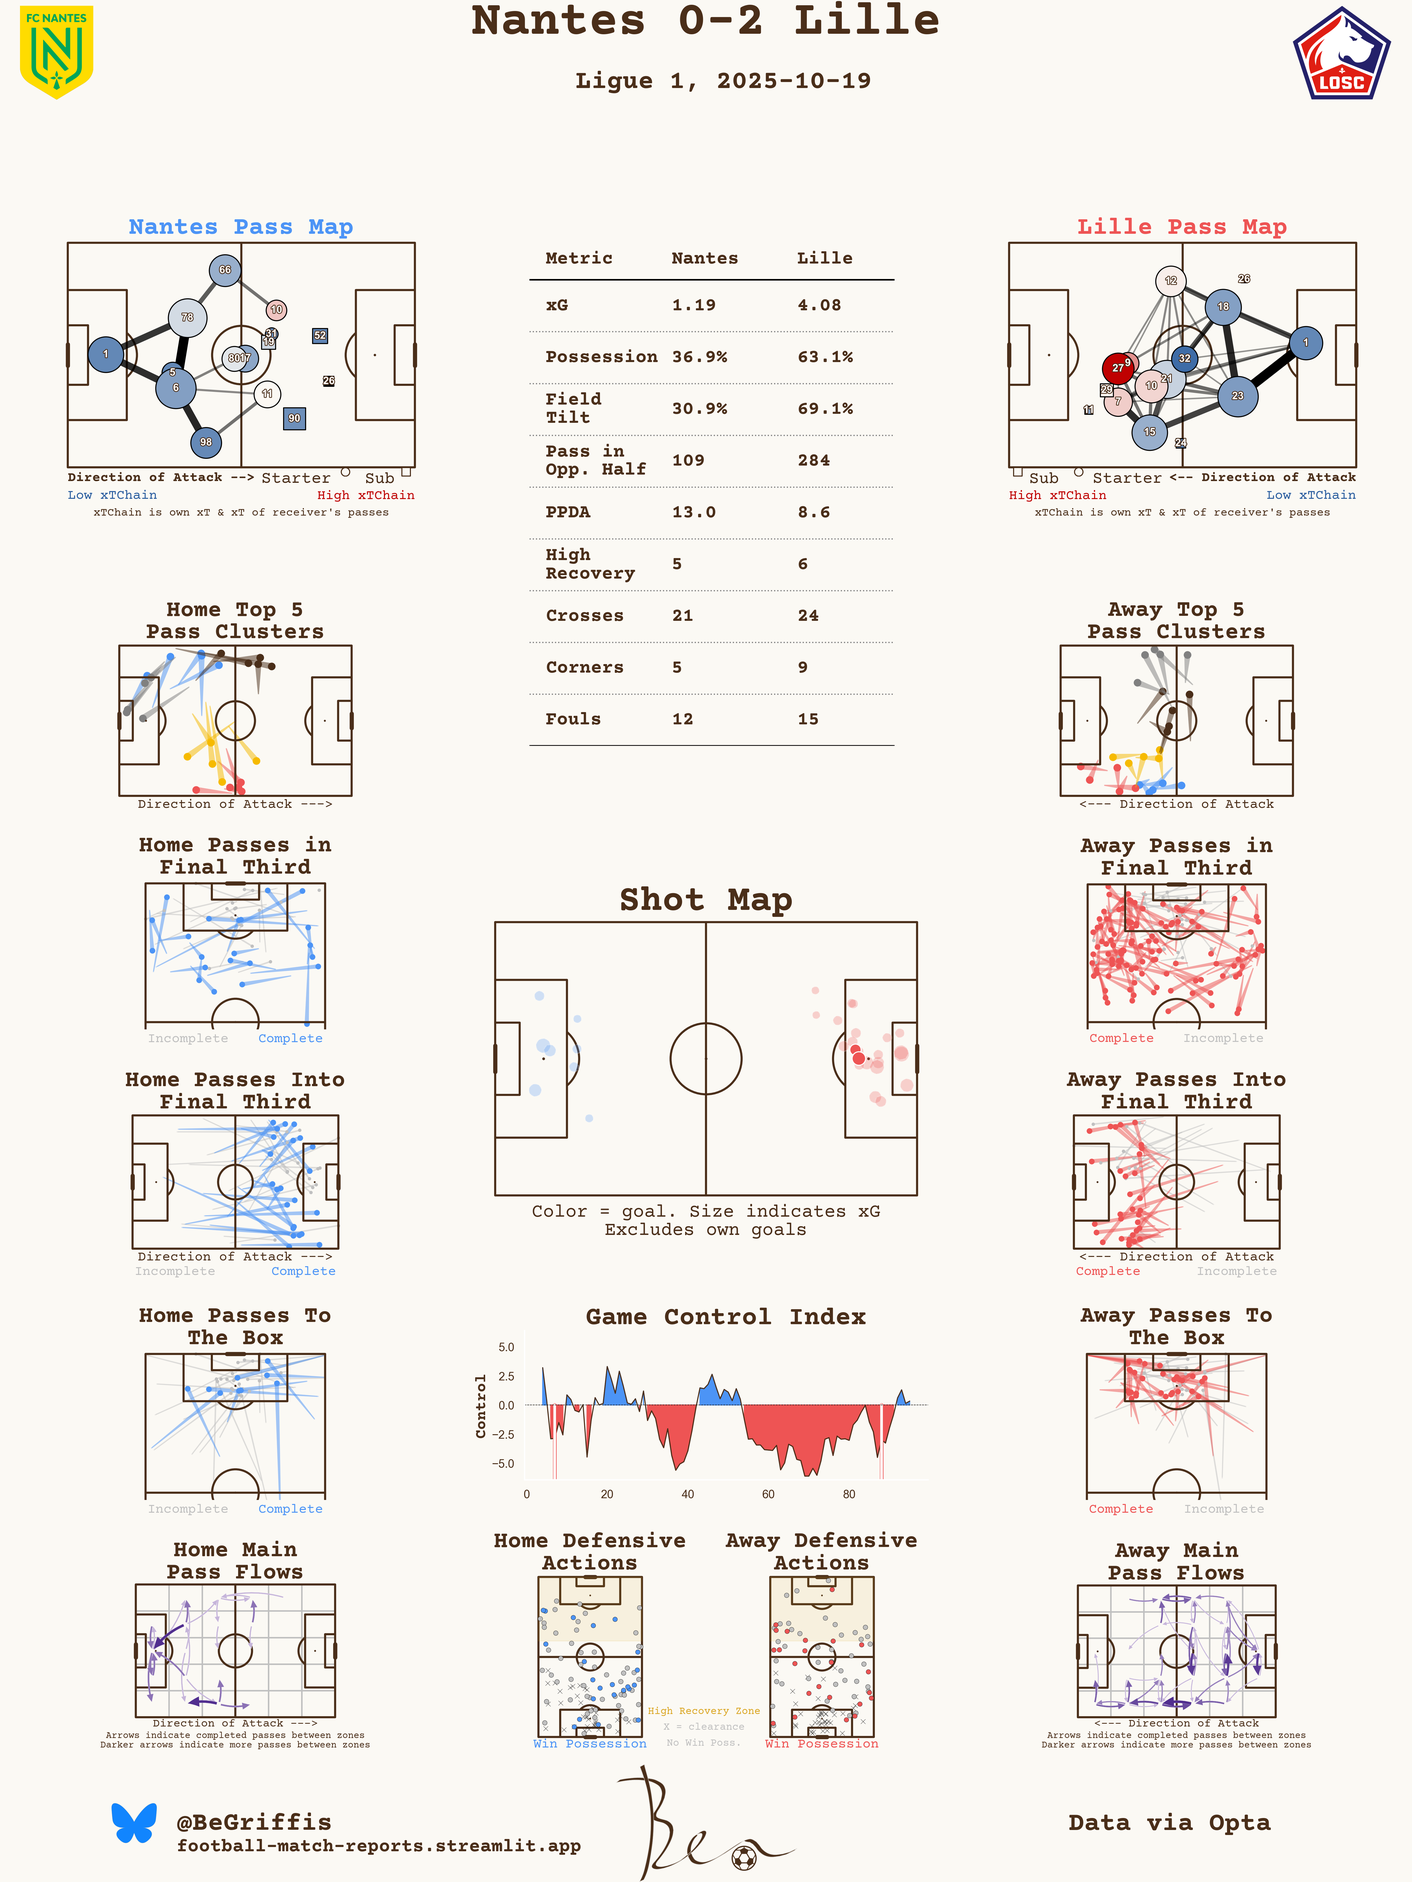 Nantes 0-2 Lille
Ligue 1, 2025-10-19
FC NANTES
LOSC
Nantes Pass Map
66
10
78
31
19
52
1
80
17
5
6
26
11
90
98
Direction of Attack --> Starter Sub
Low xTChain High xTChain
xTChain is own xT & xT of receiver's passes
Metric Nantes Lille
xG 1.19 4.08
Possession 36.9% 63.1%
Field
Tilt 30.9% 69.1%
Pass in
Opp. Half 109 284
PPDA 13.0 8.6
High
Recovery 5 6
Crosses 21 24
Corners 5 9
Fouls 12 15
Lille Pass Map
12
26
18
1
32
9
27
21
10
29
7
11
23
15
24
Sub Starter <-- Direction of Attack
High xTChain Low xTChain
xTChain is own xT & xT of receiver's passes
Home Top 5
Pass Clusters
Direction of Attack --->
Away Top 5
Pass Clusters
<--- Direction of Attack
Home Passes in
Final Third
Incomplete Complete
Away Passes in
Final Third
Complete Incomplete
Shot Map
Color = goal. Size indicates xG
Excludes own goals
Home Passes Into
Final Third
Direction of Attack --->
Incomplete Complete
Away Passes Into
Final Third
<--- Direction of Attack
Complete Incomplete
Home Passes To
The Box
Incomplete Complete
Game Control Index
Control
5.0
2.5
0.0
−2.5
−5.0
0 20 40 60 80
Away Passes To
The Box
Complete Incomplete
Home Main
Pass Flows
Direction of Attack --->
Arrows indicate completed passes between zones
Darker arrows indicate more passes between zones
Home Defensive
Actions
Win Possession
Away Defensive
Actions
Win Possession
High Recovery Zone
X = clearance
No Win Poss.
Away Main
Pass Flows
<--- Direction of Attack
Arrows indicate completed passes between zones
Darker arrows indicate more passes between zones
@BeGriffis
football-match-reports.streamlit.app
Ben
Data via Opta